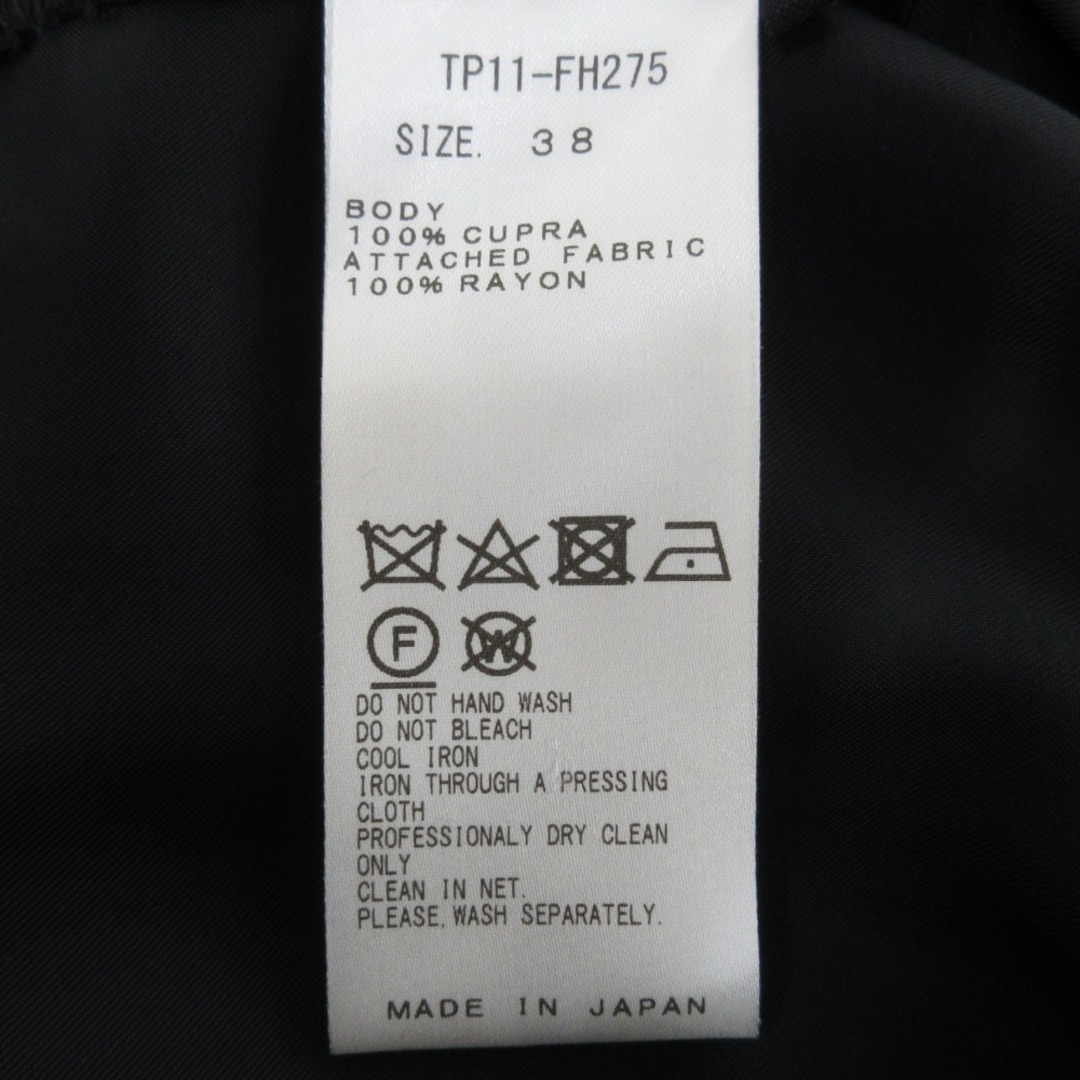 TP11-FH275
SIZE. 38
BODY
100% CUPRA
ATTACHED FABRIC
100% RAYON
F W
DO NOT HAND WASH
DO NOT BLEACH
COOL IRON
IRON THROUGH A PRESSING
CLOTH
PROFESSIONALY DRY CLEAN
ONLY
CLEAN IN NET.
PLEASE, WASH SEPARATELY.
MADE IN JAPAN